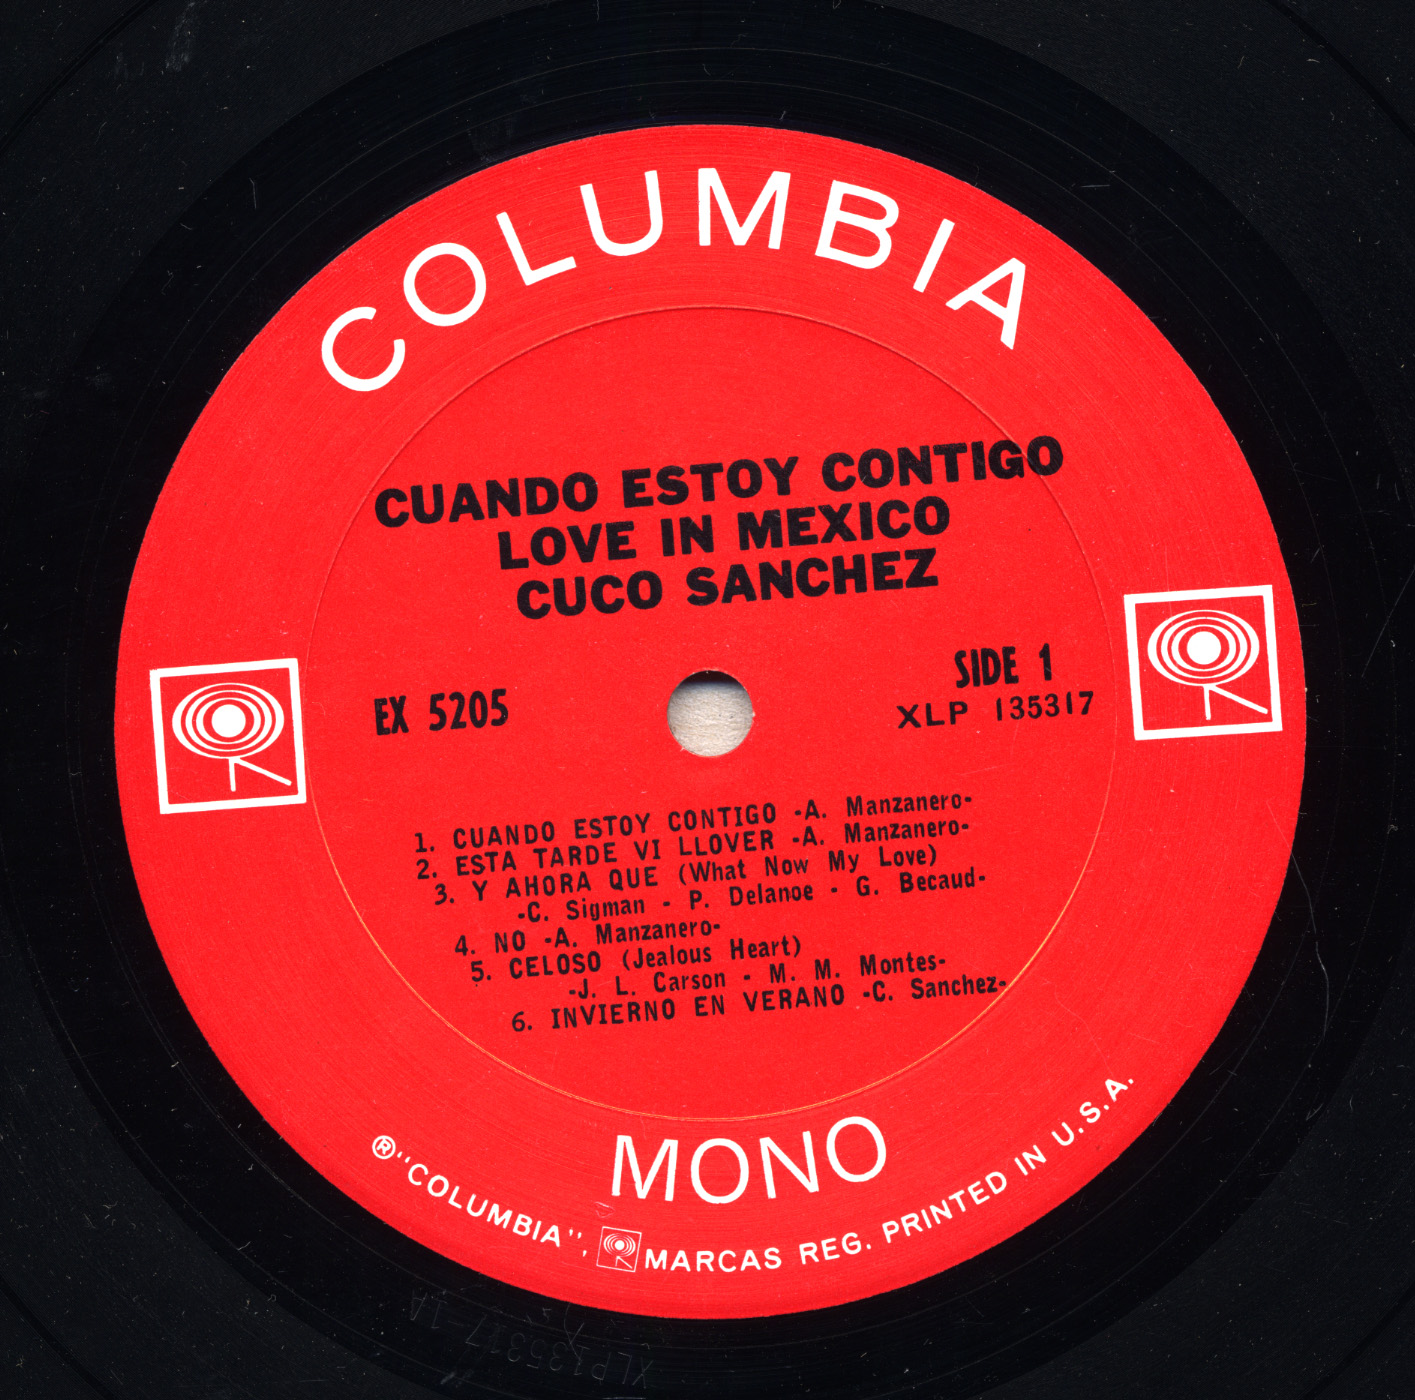 COLUMBIA
CUANDO ESTOY CONTIGO
LOVE IN MEXICO
CUCO SANCHEZ
EX 5205
SIDE 1
XLP 135317
1. CUANDO ESTOY CONTIGO -A. Manzanero-
2. ESTA TARDE VI LLOVER -A. Manzanero-
3. Y AHORA QUE (What Now My Love)
-C. Sigman - P. Delanoe - G. Becaud-
4. NO -A. Manzanero-
5. CELOSO (Jealous Heart)
-J. L. Carson - M. M. Montes-
6. INVIERNO EN VERANO -C. Sanchez-
MONO
®"COLUMBIA", MARCAS REG. PRINTED IN U.S.A.
XLP135317-1A